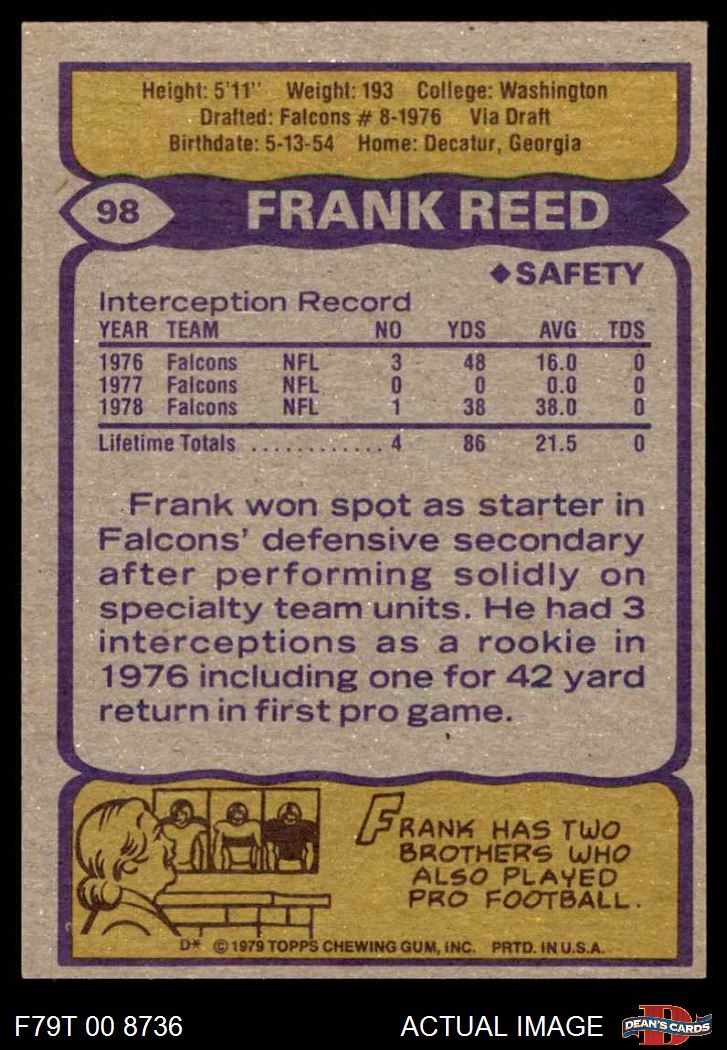 Height: 5'11" Weight: 193 College: Washington
Drafted: Falcons # 8-1976 Via Draft
Birthdate: 5-13-54 Home: Decatur, Georgia
98 FRANK REED
◆SAFETY
Interception Record
YEAR TEAM NO YDS AVG TDS
1976 Falcons NFL 3 48 16.0 0
1977 Falcons NFL 0 0 0.0 0
1978 Falcons NFL 1 38 38.0 0
Lifetime Totals ............ 4 86 21.5 0
Frank won spot as starter in
Falcons' defensive secondary
after performing solidly on
specialty team units. He had 3
interceptions as a rookie in
1976 including one for 42 yard
return in first pro game.
FRANK HAS TWO
BROTHERS WHO
ALSO PLAYED
PRO FOOTBALL.
D* © 1979 TOPPS CHEWING GUM, INC. PRTD. IN U.S.A.
F79T 00 8736 ACTUAL IMAGE
D
DEAN'S CARDS